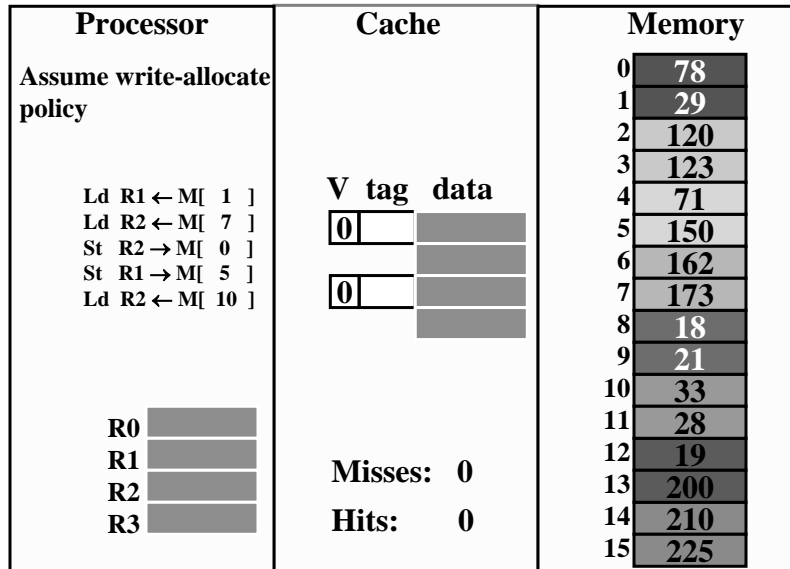 Processor
Assume write-allocate
policy
Ld R1 ← M[ 1 ]
Ld R2 ← M[ 7 ]
St R2 → M[ 0 ]
St R1 → M[ 5 ]
Ld R2 ← M[ 10 ]
R0
R1
R2
R3
Cache
V tag data
0
0
Misses: 0
Hits: 0
Memory
0 78
1 29
2 120
3 123
4 71
5 150
6 162
7 173
8 18
9 21
10 33
11 28
12 19
13 200
14 210
15 225